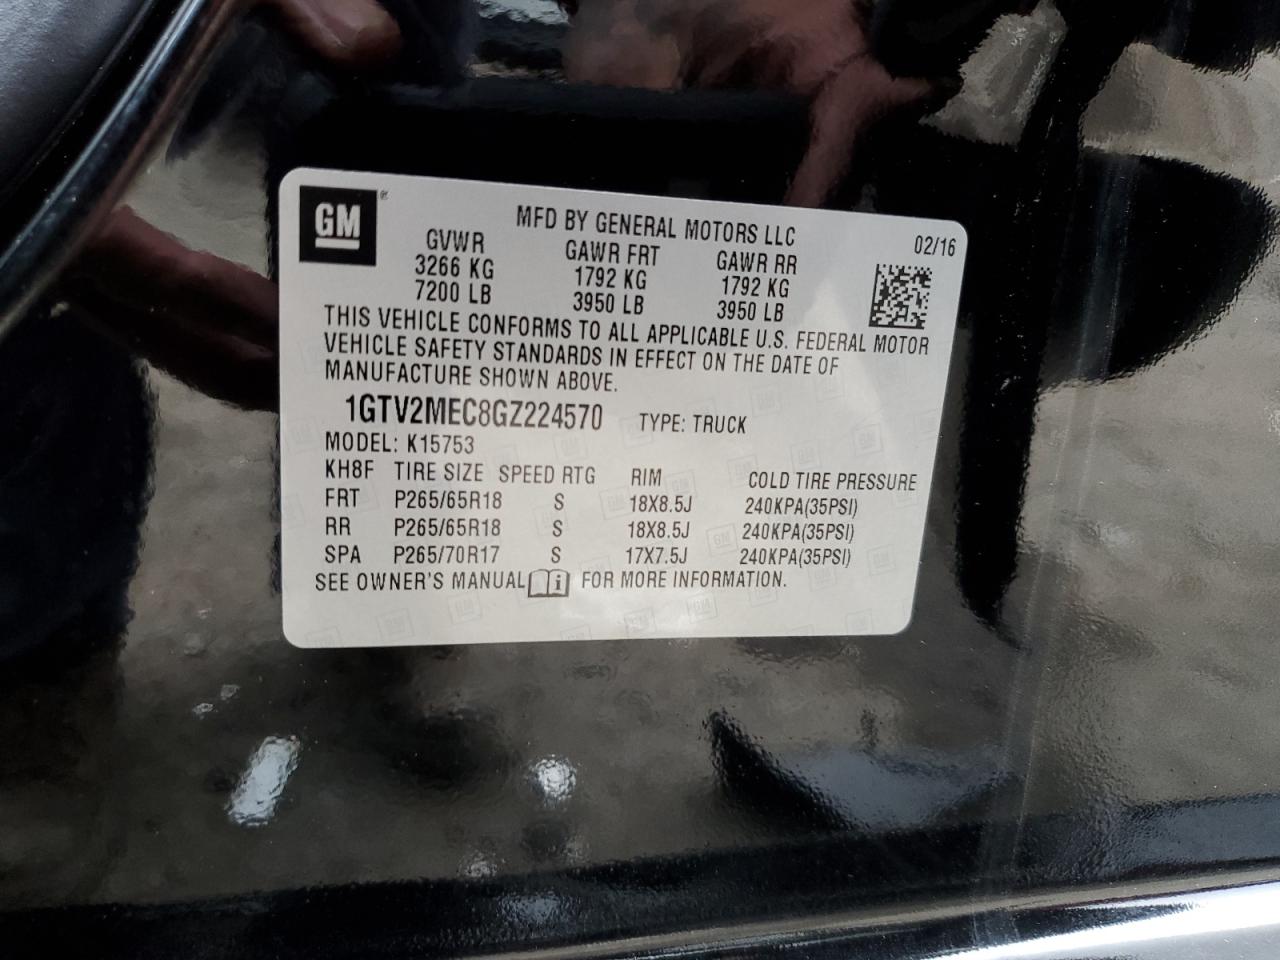 GM®
MFD BY GENERAL MOTORS LLC
02/16
GVWR GAWR FRT GAWR RR
3266 KG 1792 KG 1792 KG
7200 LB 3950 LB 3950 LB
THIS VEHICLE CONFORMS TO ALL APPLICABLE U.S. FEDERAL MOTOR
VEHICLE SAFETY STANDARDS IN EFFECT ON THE DATE OF
MANUFACTURE SHOWN ABOVE.
1GTV2MEC8GZ224570 TYPE: TRUCK
MODEL: K15753
KH8F TIRE SIZE SPEED RTG RIM COLD TIRE PRESSURE
FRT P265/65R18 S 18X8.5J 240KPA(35PSI)
RR P265/65R18 S 18X8.5J 240KPA(35PSI)
SPA P265/70R17 S 17X7.5J 240KPA(35PSI)
SEE OWNER'S MANUAL i FOR MORE INFORMATION.